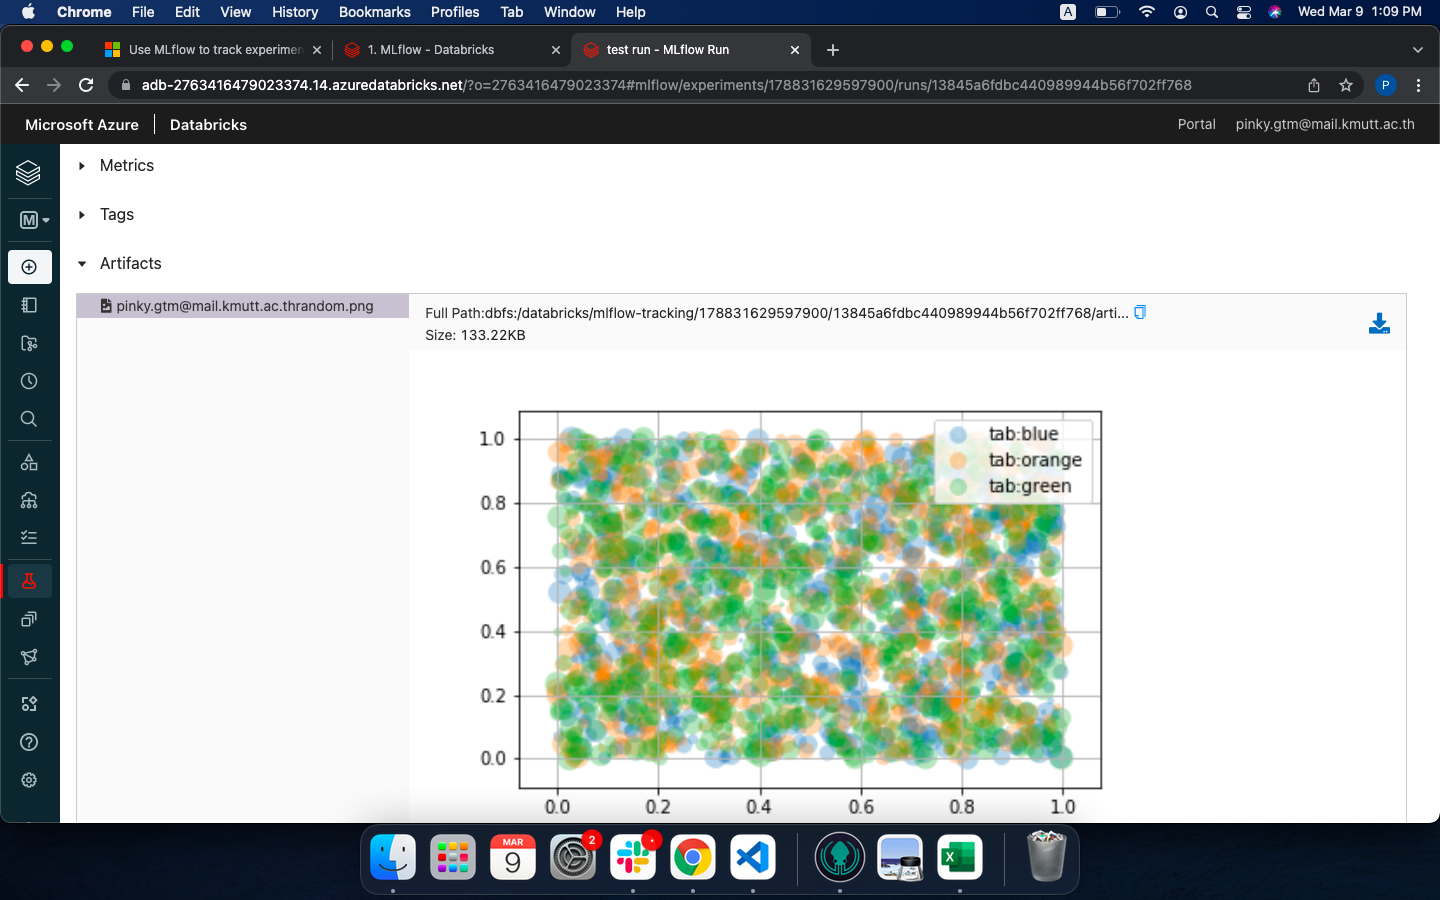 Chrome File Edit View History Bookmarks Profiles Tab Window Help A Wed Mar 9 1:09 PM
Use MLflow to track experimen 1. MLflow - Databricks test run - MLflow Run
adb-2763416479023374.14.azuredatabricks.net/?o=2763416479023374#mlflow/experiments/178831629597900/runs/13845a6fdbc440989944b56f702ff768 P
Microsoft Azure Databricks Portal pinky.gtm@mail.kmutt.ac.th
Metrics
M
Tags
Artifacts
pinky.gtm@mail.kmutt.ac.thrandom.png
Full Path:dbfs:/databricks/mlflow-tracking/178831629597900/13845a6fdbc440989944b56f702ff768/arti...
Size: 133.22KB
tab:blue
tab:orange
tab:green
1.0
0.8
0.6
0.4
0.2
0.0
0.0 0.2 0.4 0.6 0.8 1.0
MAR
9
2
X